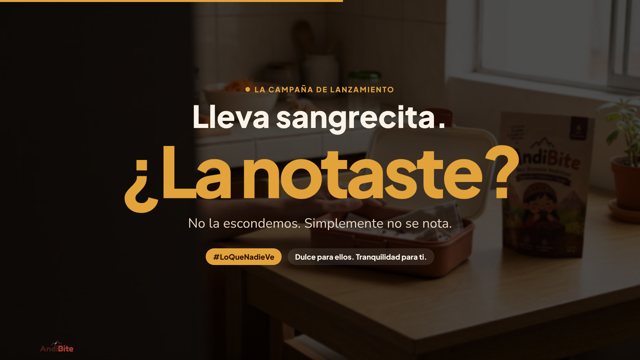 LA CAMPAÑA DE LANZAMIENTO
Lleva sangrecita.
¿La notaste?
No la escondemos. Simplemente no se nota.
#LoQueNadieVe
Dulce para ellos. Tranquilidad para ti.
AndiBite
AndiBite